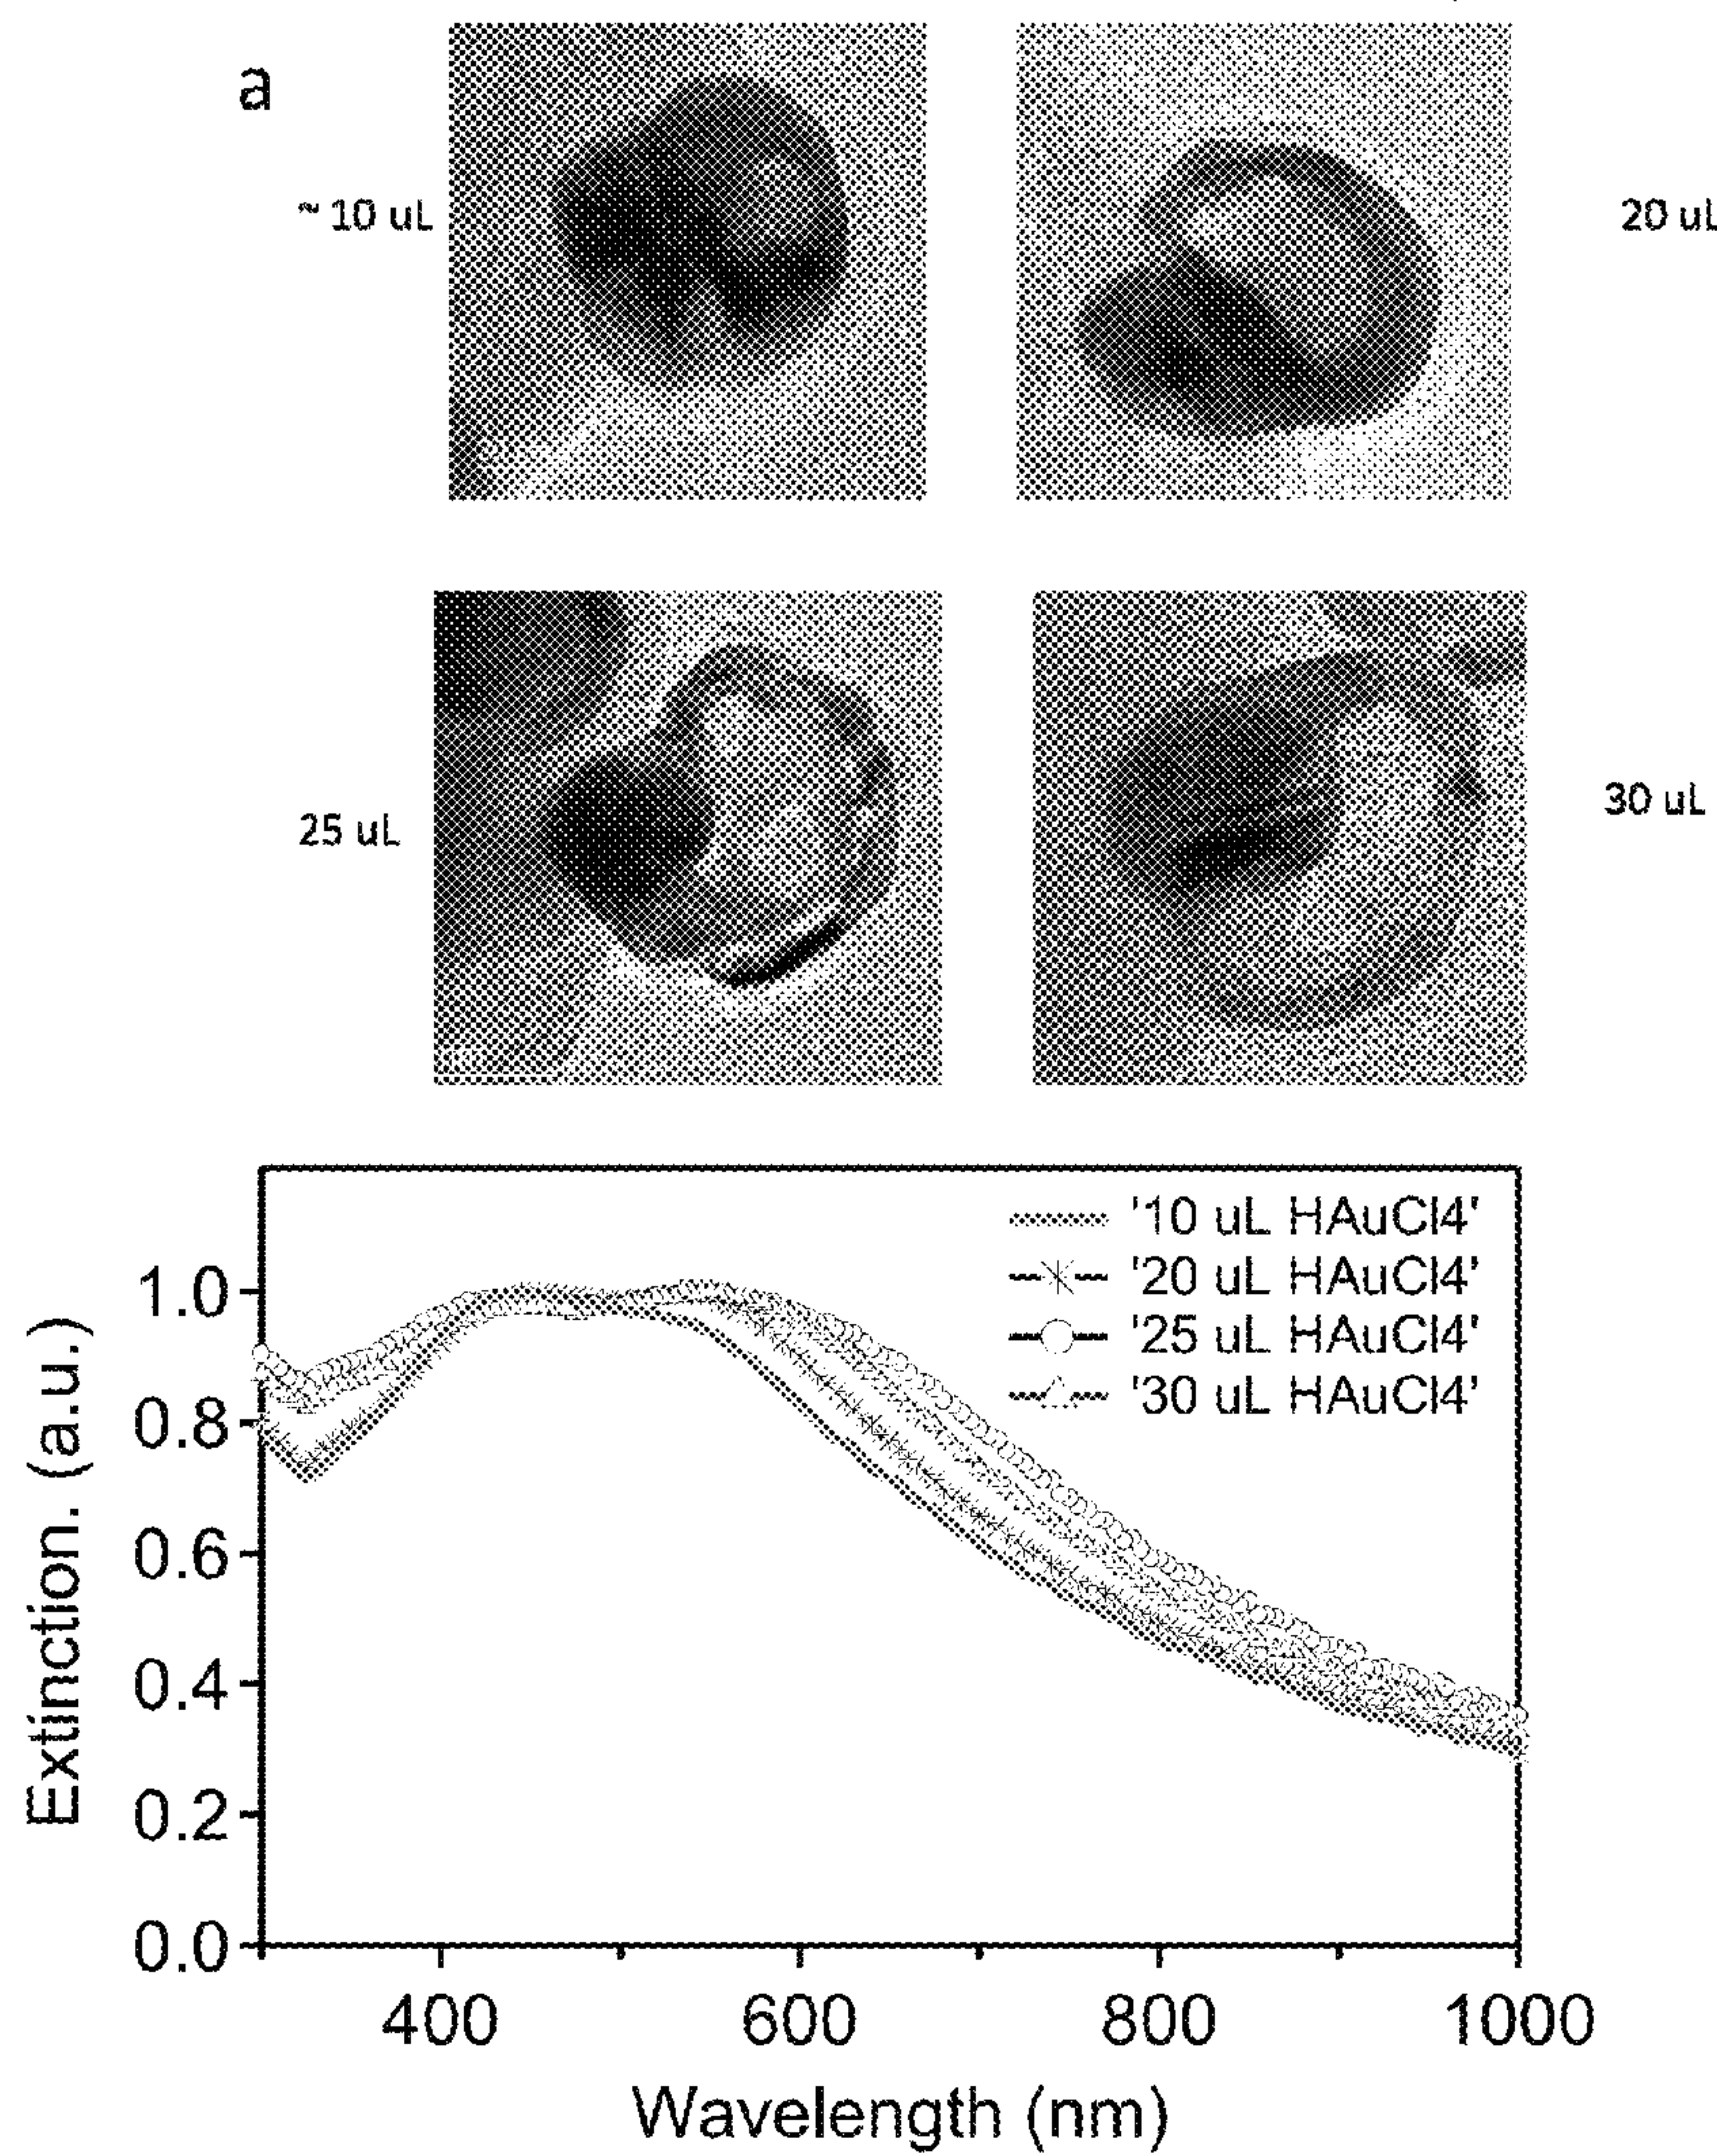 a
~ 10 uL
20 uL
25 uL
30 uL
'10 uL HAuCl4'
'20 uL HAuCl4'
'25 uL HAuCl4'
'30 uL HAuCl4'
1.0
0.8
0.6
0.4
0.2
0.0
Extinction. (a.u.)
400 600 800 1000
Wavelength (nm)